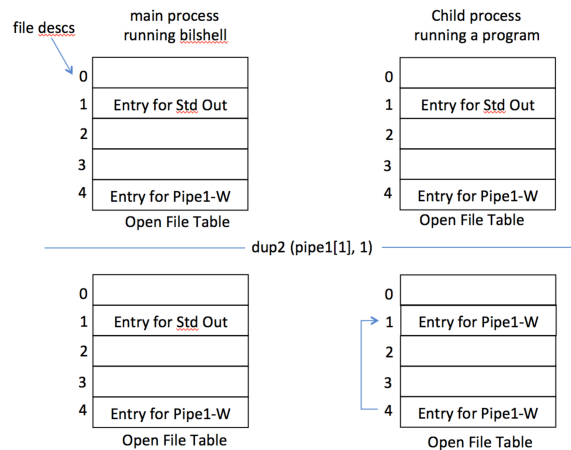 file descs
main process
running bilshell
Child process
running a program
0
1 Entry for Std Out
2
3
4 Entry for Pipe1-W
Open File Table
0
1 Entry for Std Out
2
3
4 Entry for Pipe1-W
Open File Table
dup2 (pipe1[1], 1)
0
1 Entry for Std Out
2
3
4 Entry for Pipe1-W
Open File Table
0
1 Entry for Pipe1-W
2
3
4 Entry for Pipe1-W
Open File Table